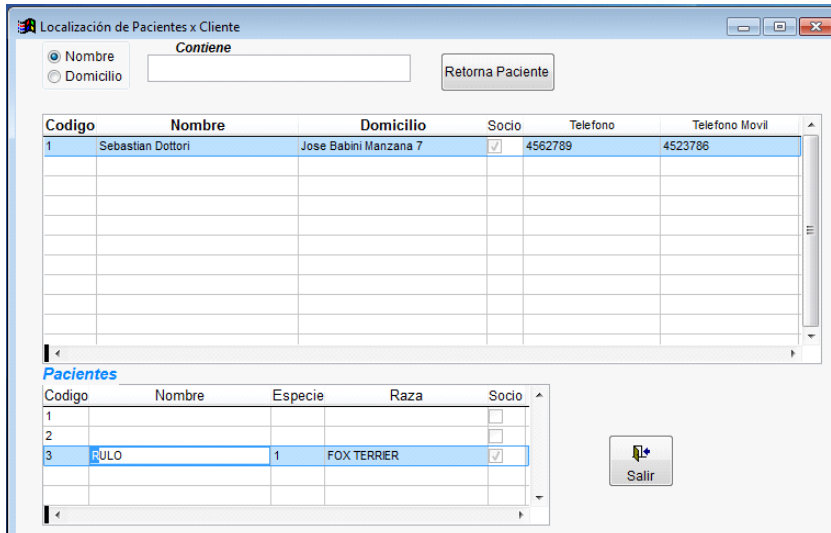 Localización de Pacientes x Cliente
Contiene
Nombre
Domicilio
Retorna Paciente
Codigo Nombre Domicilio Socio Telefono Telefono Movil
1 Sebastian Dottori Jose Babini Manzana 7 4562789 4523786
Pacientes
Codigo Nombre Especie Raza Socio
1
2
3 RULO 1 FOX TERRIER
Salir